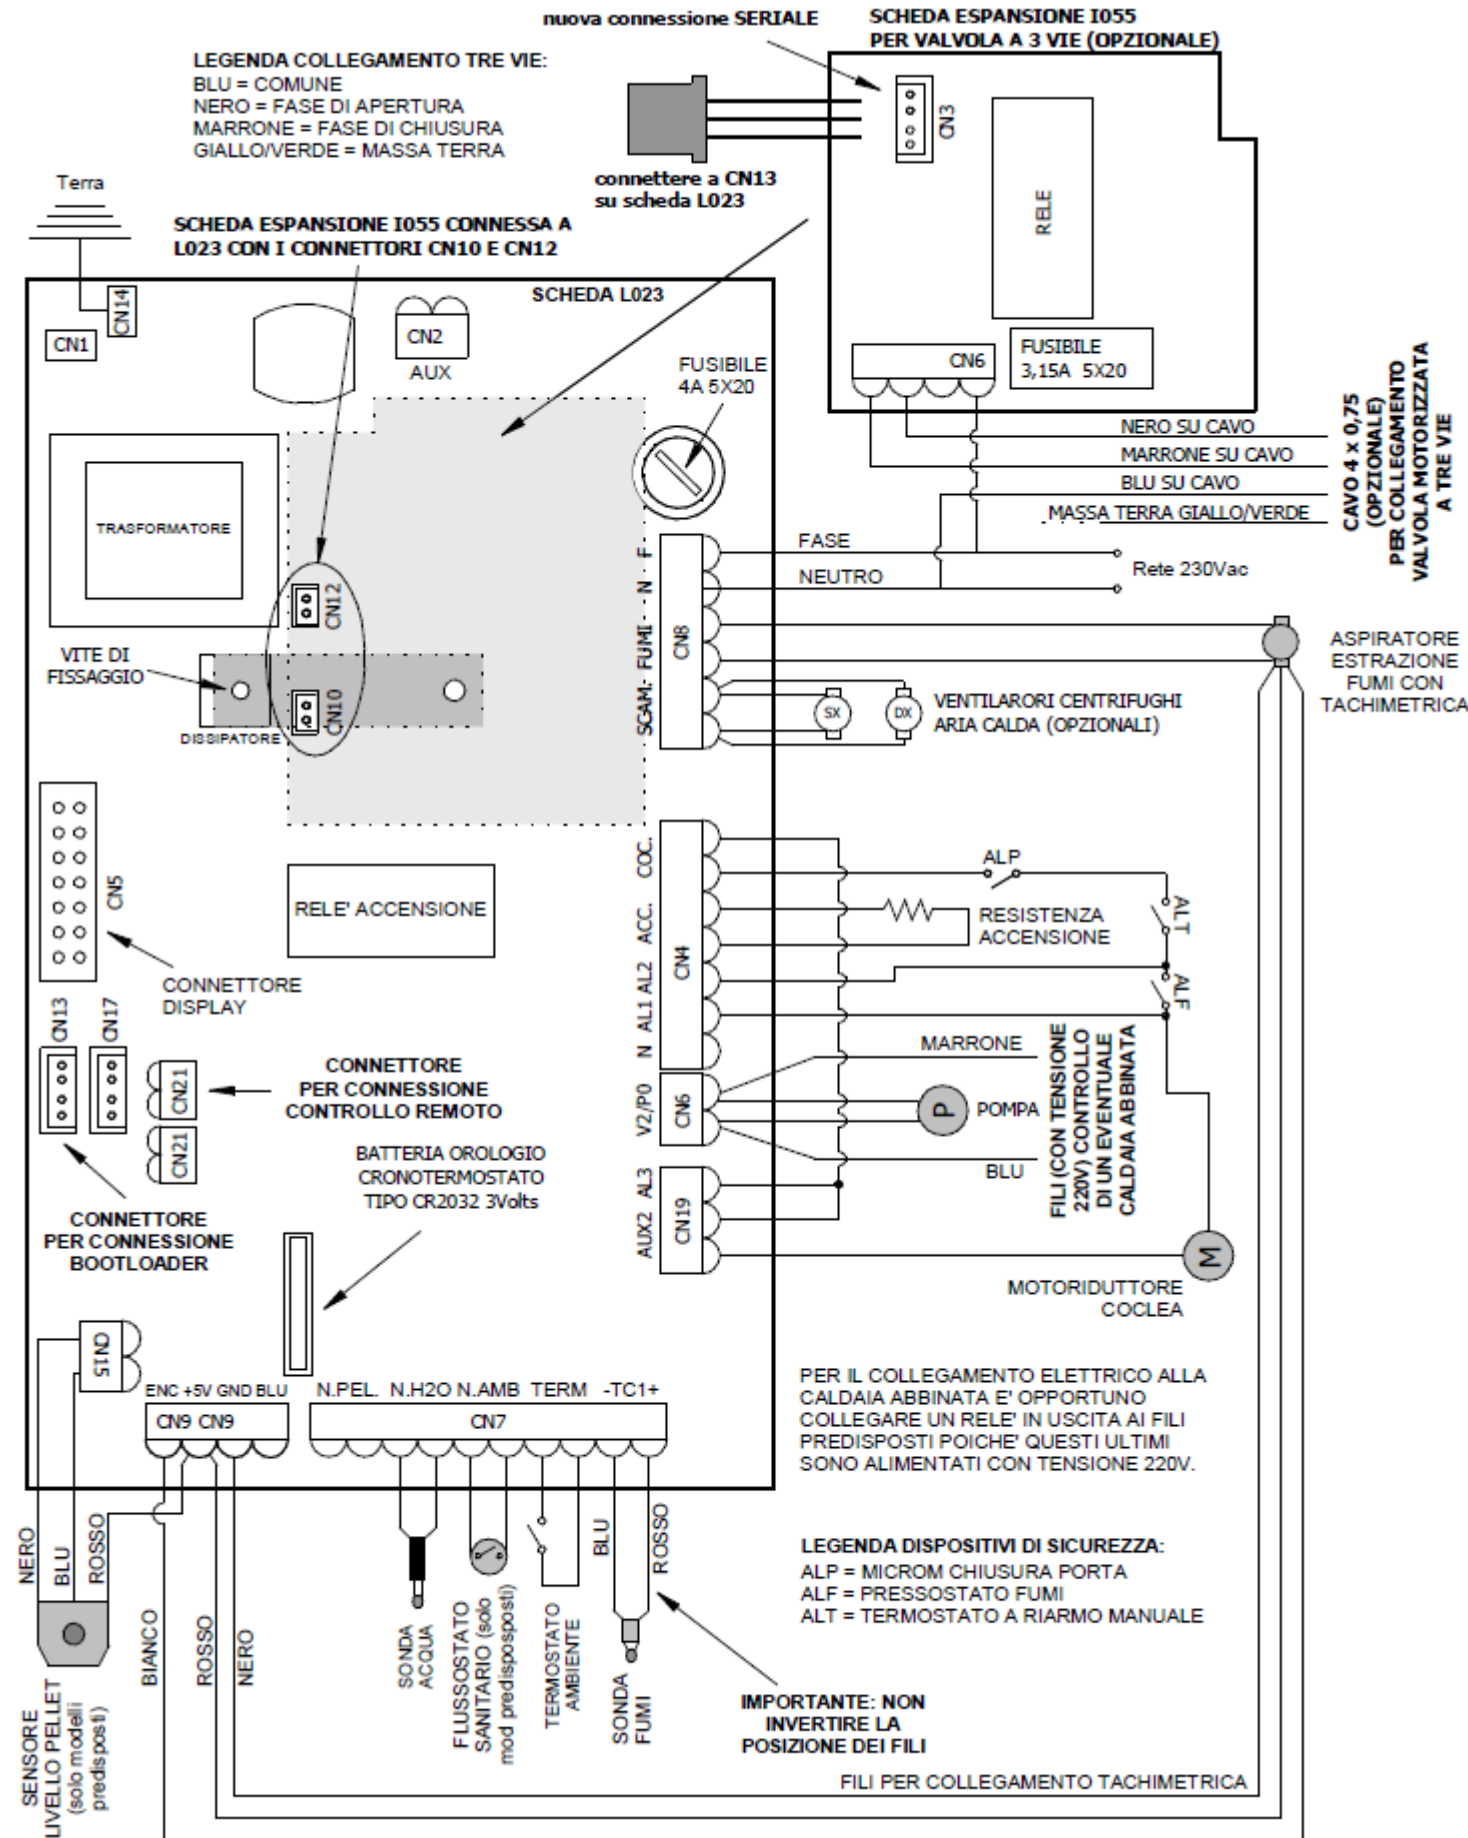 nuova connessione SERIALE
SCHEDA ESPANSIONE I055
PER VALVOLA A 3 VIE (OPZIONALE)
LEGENDA COLLEGAMENTO TRE VIE:
BLU = COMUNE
NERO = FASE DI APERTURA
MARRONE = FASE DI CHIUSURA
GIALLO/VERDE = MASSA TERRA
CN3
RELE
connettere a CN13
su scheda L023
Terra
SCHEDA ESPANSIONE I055 CONNESSA A
L023 CON I CONNETTORI CN10 E CN12
SCHEDA L023
CN14
CN1
CN2
AUX
FUSIBILE
4A 5X20
CN6
FUSIBILE
3,15A 5X20
NERO SU CAVO
MARRONE SU CAVO
BLU SU CAVO
MASSA TERRA GIALLO/VERDE
CAVO 4 x 0,75
(OPZIONALE)
PER COLLEGAMENTO
VALVOLA MOTORIZZATA
A TRE VIE
TRASFORMATORE
FASE
NEUTRO
Rete 230Vac
F
N
FUMI
SCAM.
CN8
CN12
CN10
VITE DI
FISSAGGIO
DISSIPATORE
ASPIRATORE
ESTRAZIONE
FUMI CON
TACHIMETRICA
SX
DX
VENTILARORI CENTRIFUGHI
ARIA CALDA (OPZIONALI)
CN5
CONNETTORE
DISPLAY
RELE' ACCENSIONE
COC.
ACC.
AL2
AL1
N
CN4
ALP
RESISTENZA
ACCENSIONE
ALT
ALF
CN13
CN17
CN21
CN21
CONNETTORE
PER CONNESSIONE
CONTROLLO REMOTO
V2/P0
CN6
MARRONE
P
POMPA
BLU
FILI (CON TENSIONE
220V) CONTROLLO
DI UN EVENTUALE
CALDAIA ABBINATA
BATTERIA OROLOGIO
CRONOTERMOSTATO
TIPO CR2032 3Volts
CONNETTORE
PER CONNESSIONE
BOOTLOADER
AL3
AUX2
CN19
M
MOTORIDUTTORE
COCLEA
CN15
ENC +5V GND BLU
CN9 CN9
N.PEL. N.H2O N.AMB TERM -TC1+
CN7
PER IL COLLEGAMENTO ELETTRICO ALLA
CALDAIA ABBINATA E' OPPORTUNO
COLLEGARE UN RELE' IN USCITA AI FILI
PREDISPOSTI POICHE' QUESTI ULTIMI
SONO ALIMENTATI CON TENSIONE 220V.
LEGENDA DISPOSITIVI DI SICUREZZA:
ALP = MICROM CHIUSURA PORTA
ALF = PRESSOSTATO FUMI
ALT = TERMOSTATO A RIARMO MANUALE
NERO
BLU
ROSSO
BIANCO
ROSSO
NERO
BLU
ROSSO
SENSORE
LIVELLO PELLET
(solo modelli
predisposti)
SONDA
ACQUA
FLUSSOSTATO
SANITARIO (solo
mod predisposposti)
TERMOSTATO
AMBIENTE
SONDA
FUMI
IMPORTANTE: NON
INVERTIRE LA
POSIZIONE DEI FILI
FILI PER COLLEGAMENTO TACHIMETRICA